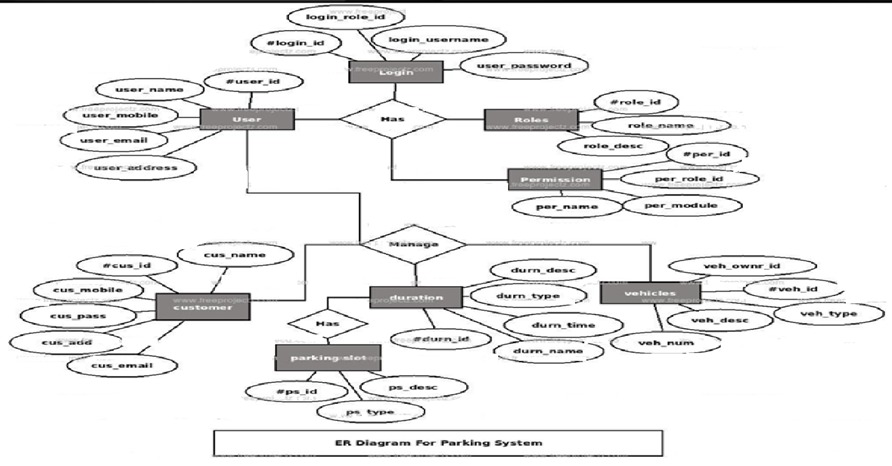 login_role_id
#login_id
login_username
user_password
Login
#user_id
user_name
user_mobile
user_email
user_address
User
Has
Roles
#role_id
role_name
role_desc
Permission
#per_id
per_role_id
per_name
per_module
Manage
cus_name
#cus_id
cus_mobile
cus_pass
cus_add
cus_email
customer
duration
durn_desc
durn_type
durn_time
durn_name
#durn_id
vehicles
veh_ownr_id
#veh_id
veh_type
veh_desc
veh_num
Has
parking slot
#ps_id
ps_desc
ps_type
ER Diagram For Parking System